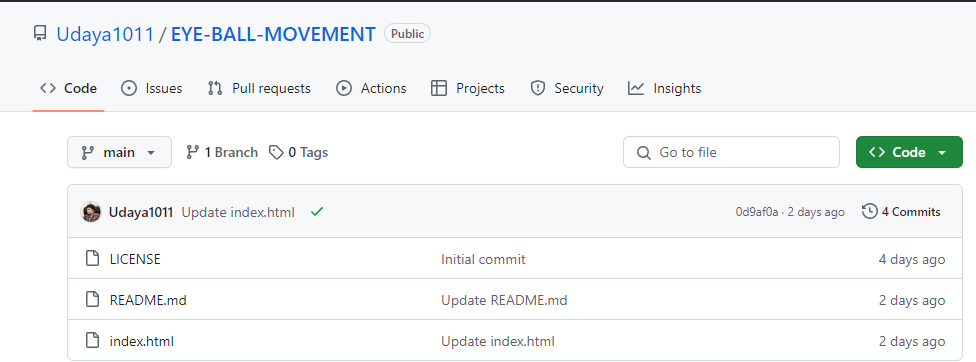 Udaya1011 / EYE-BALL-MOVEMENT Public
Code Issues Pull requests Actions Projects Security Insights
main 1 Branch 0 Tags Go to file Code
Udaya1011 Update index.html 0d9af0a · 2 days ago 4 Commits
LICENSE Initial commit 4 days ago
README.md Update README.md 2 days ago
index.html Update index.html 2 days ago